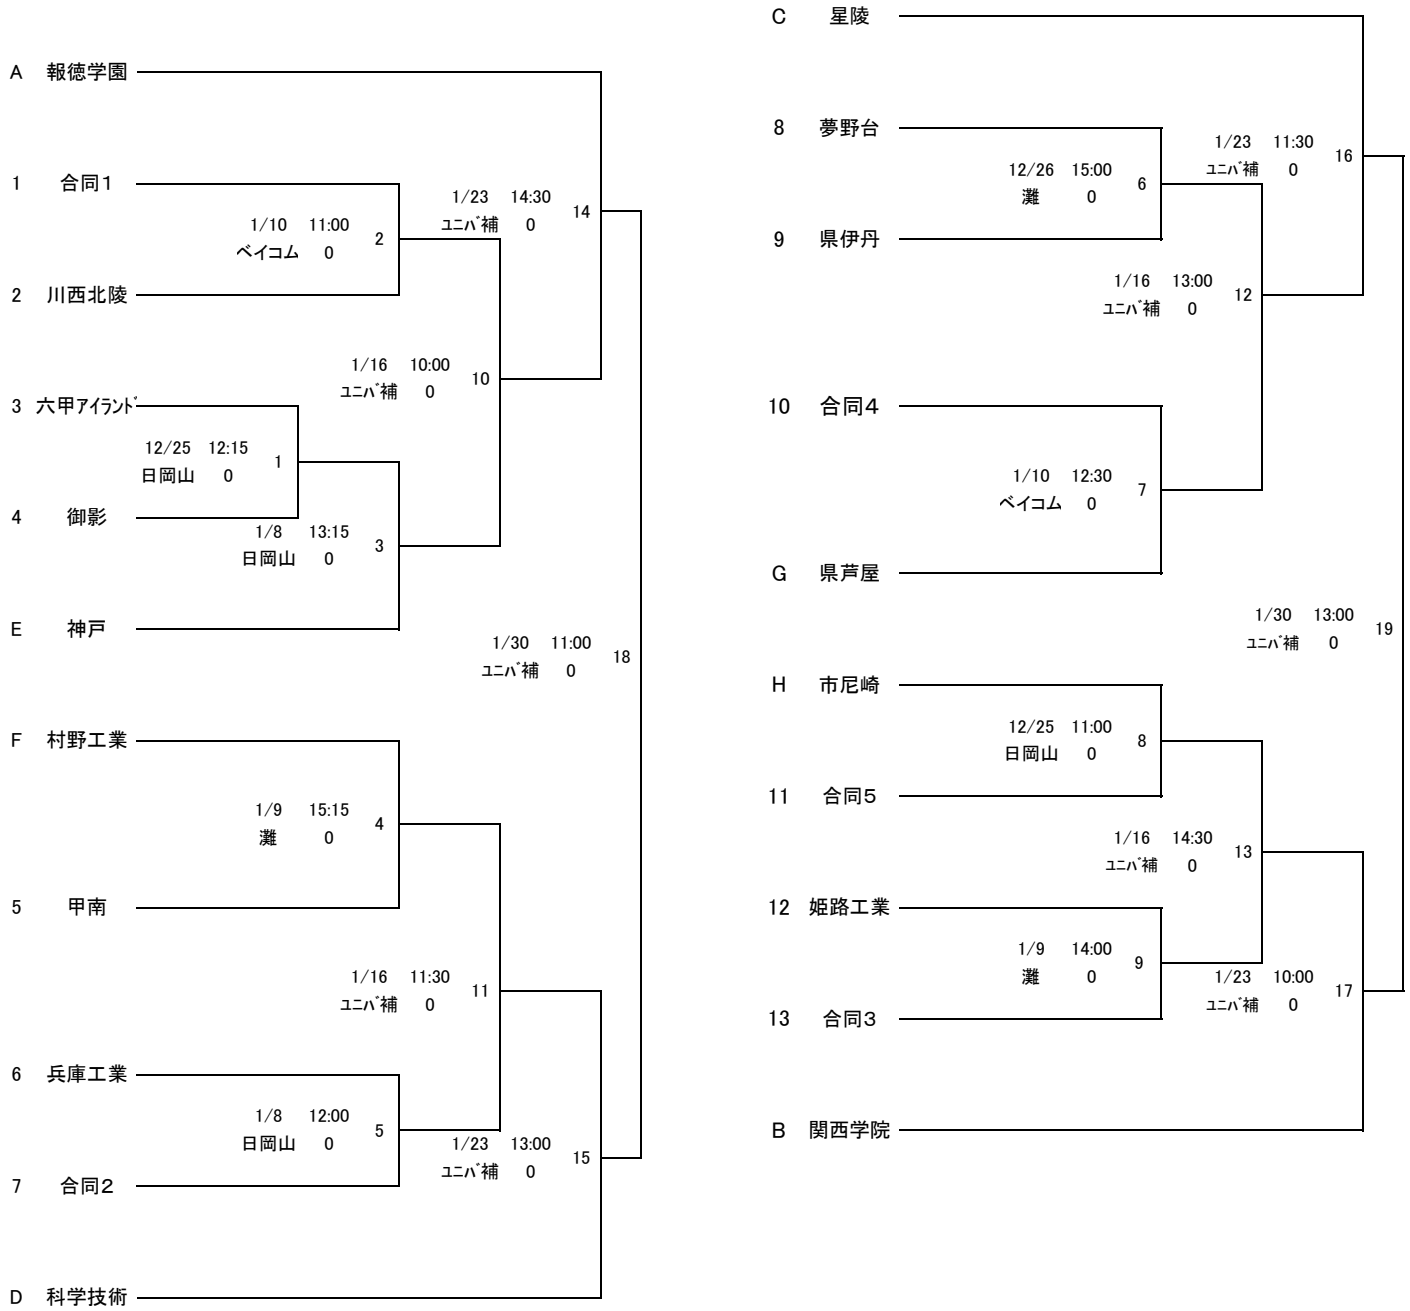 A 報徳学園
1 合同1
1/10 11:00 2
ベイコム 0
1/23 14:30 14
ユニバ補 0
2 川西北陵
1/16 10:00 10
ユニバ補 0
3 六甲アイランド
12/25 12:15 1
日岡山 0
4 御影
1/8 13:15 3
日岡山 0
E 神戸
1/30 11:00 18
ユニバ補 0
F 村野工業
1/9 15:15 4
灘 0
5 甲南
1/16 11:30 11
ユニバ補 0
6 兵庫工業
1/8 12:00 5
日岡山 0
1/23 13:00 15
ユニバ補 0
7 合同2
D 科学技術
C 星陵
8 夢野台
1/23 11:30 16
ユニバ補 0
12/26 15:00 6
灘 0
9 県伊丹
1/16 13:00 12
ユニバ補 0
10 合同4
1/10 12:30 7
ベイコム 0
G 県芦屋
1/30 13:00 19
ユニバ補 0
H 市尼崎
12/25 11:00 8
日岡山 0
11 合同5
1/16 14:30 13
ユニバ補 0
12 姫路工業
1/9 14:00 9
灘 0
1/23 10:00 17
ユニバ補 0
13 合同3
B 関西学院